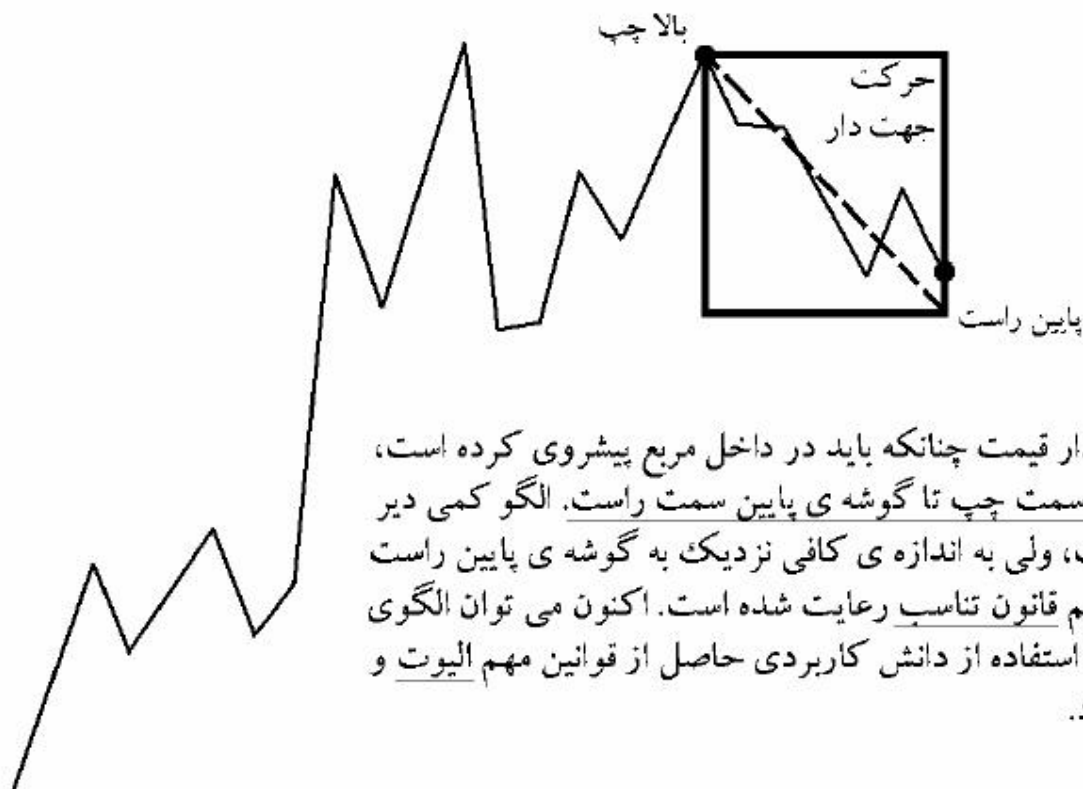 بالا چپ
حرکت
جهت دار
پایین راست
دار قیمت چنانکه باید در داخل مربع پیشروی کرده است،
سمت چپ تا گوشه ی پایین سمت راست. الگو کمی دیر
ولی به اندازه ی کافی نزدیک به گوشه ی پایین راست
قانون تناسب رعایت شده است. اکنون می توان الگوی
استفاده از دانش کاربردی حاصل از قوانین مهم الیوت و